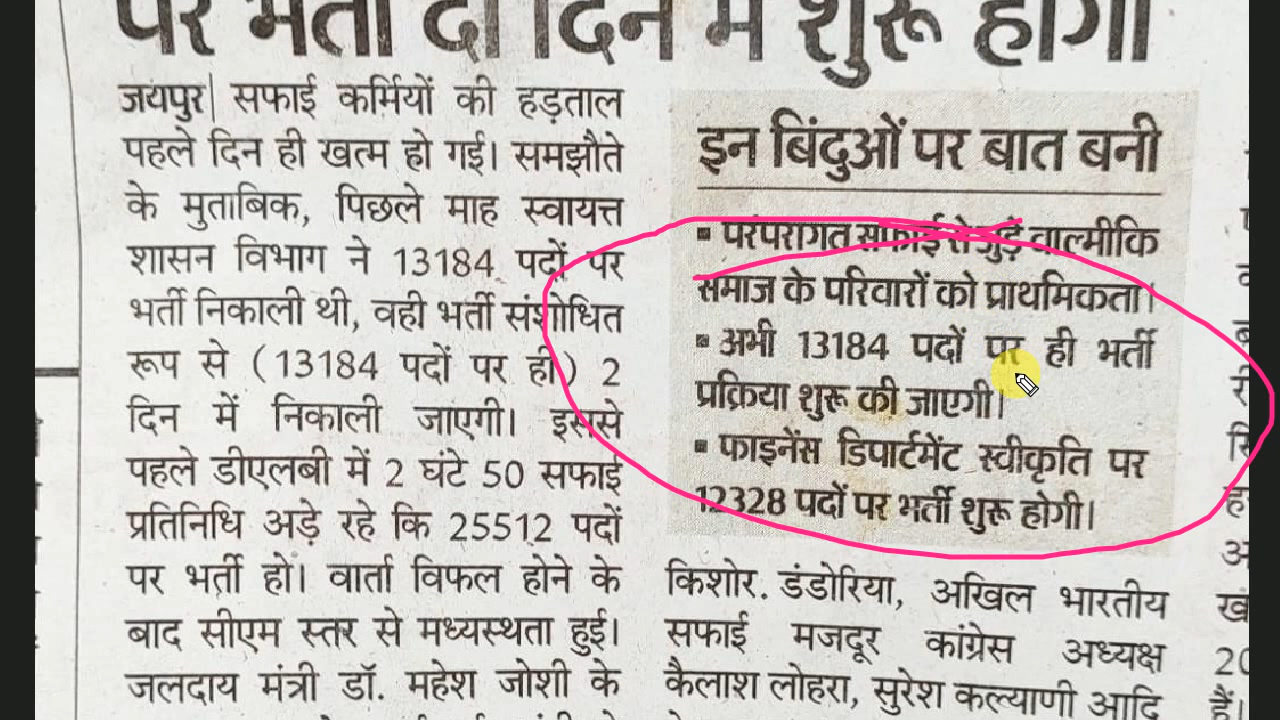 पर भर्ती दो दिन में शुरू होगी
जयपुर| सफाई कर्मियों की हड़ताल
पहले दिन ही खत्म हो गई। समझौते
के मुताबिक, पिछले माह स्वायत्त
शासन विभाग ने 13184 पदों पर
भर्ती निकाली थी, वही भर्ती संशोधित
रूप से (13184 पदों पर ही) 2
दिन में निकाली जाएगी। इससे
पहले डीएलबी में 2 घंटे 50 सफाई
प्रतिनिधि अड़े रहे कि 25512 पदों
पर भर्ती हो। वार्ता विफल होने के
बाद सीएम स्तर से मध्यस्थता हुई।
जलदाय मंत्री डॉ. महेश जोशी के
इन बिंदुओं पर बात बनी
▪ परंपरागत सफाई से जुड़े वाल्मीकि
समाज के परिवारों को प्राथमिकता।
▪ अभी 13184 पदों पर ही भर्ती
प्रक्रिया शुरू की जाएगी।
▪ फाइनेंस डिपार्टमेंट स्वीकृति पर
12328 पदों पर भर्ती शुरू होगी।
किशोर. डंडोरिया, अखिल भारतीय
सफाई मजदूर कांग्रेस अध्यक्ष
कैलाश लोहरा, सुरेश कल्याणी आदि